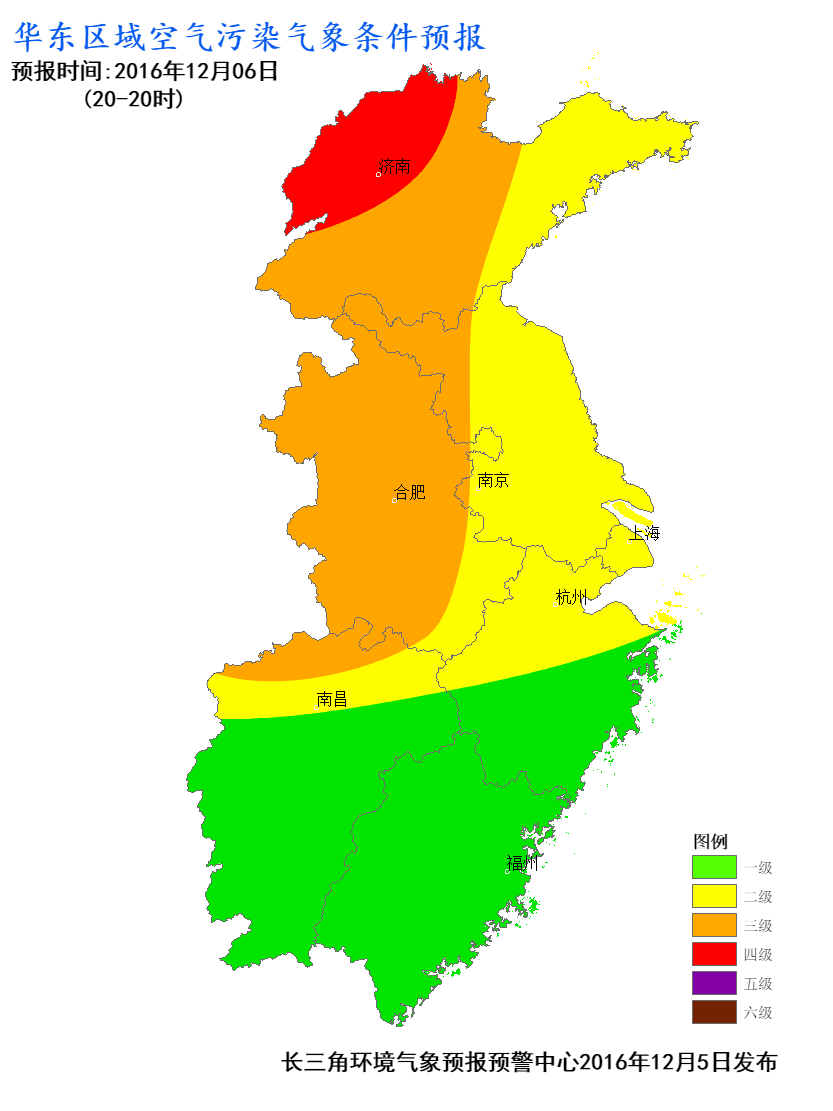 华东区域空气污染气象条件预报
预报时间:2016年12月06日
(20-20时)
济南
合肥
南京
上海
杭州
南昌
福州
图例
一级
二级
三级
四级
五级
六级
长三角环境气象预报预警中心2016年12月5日发布